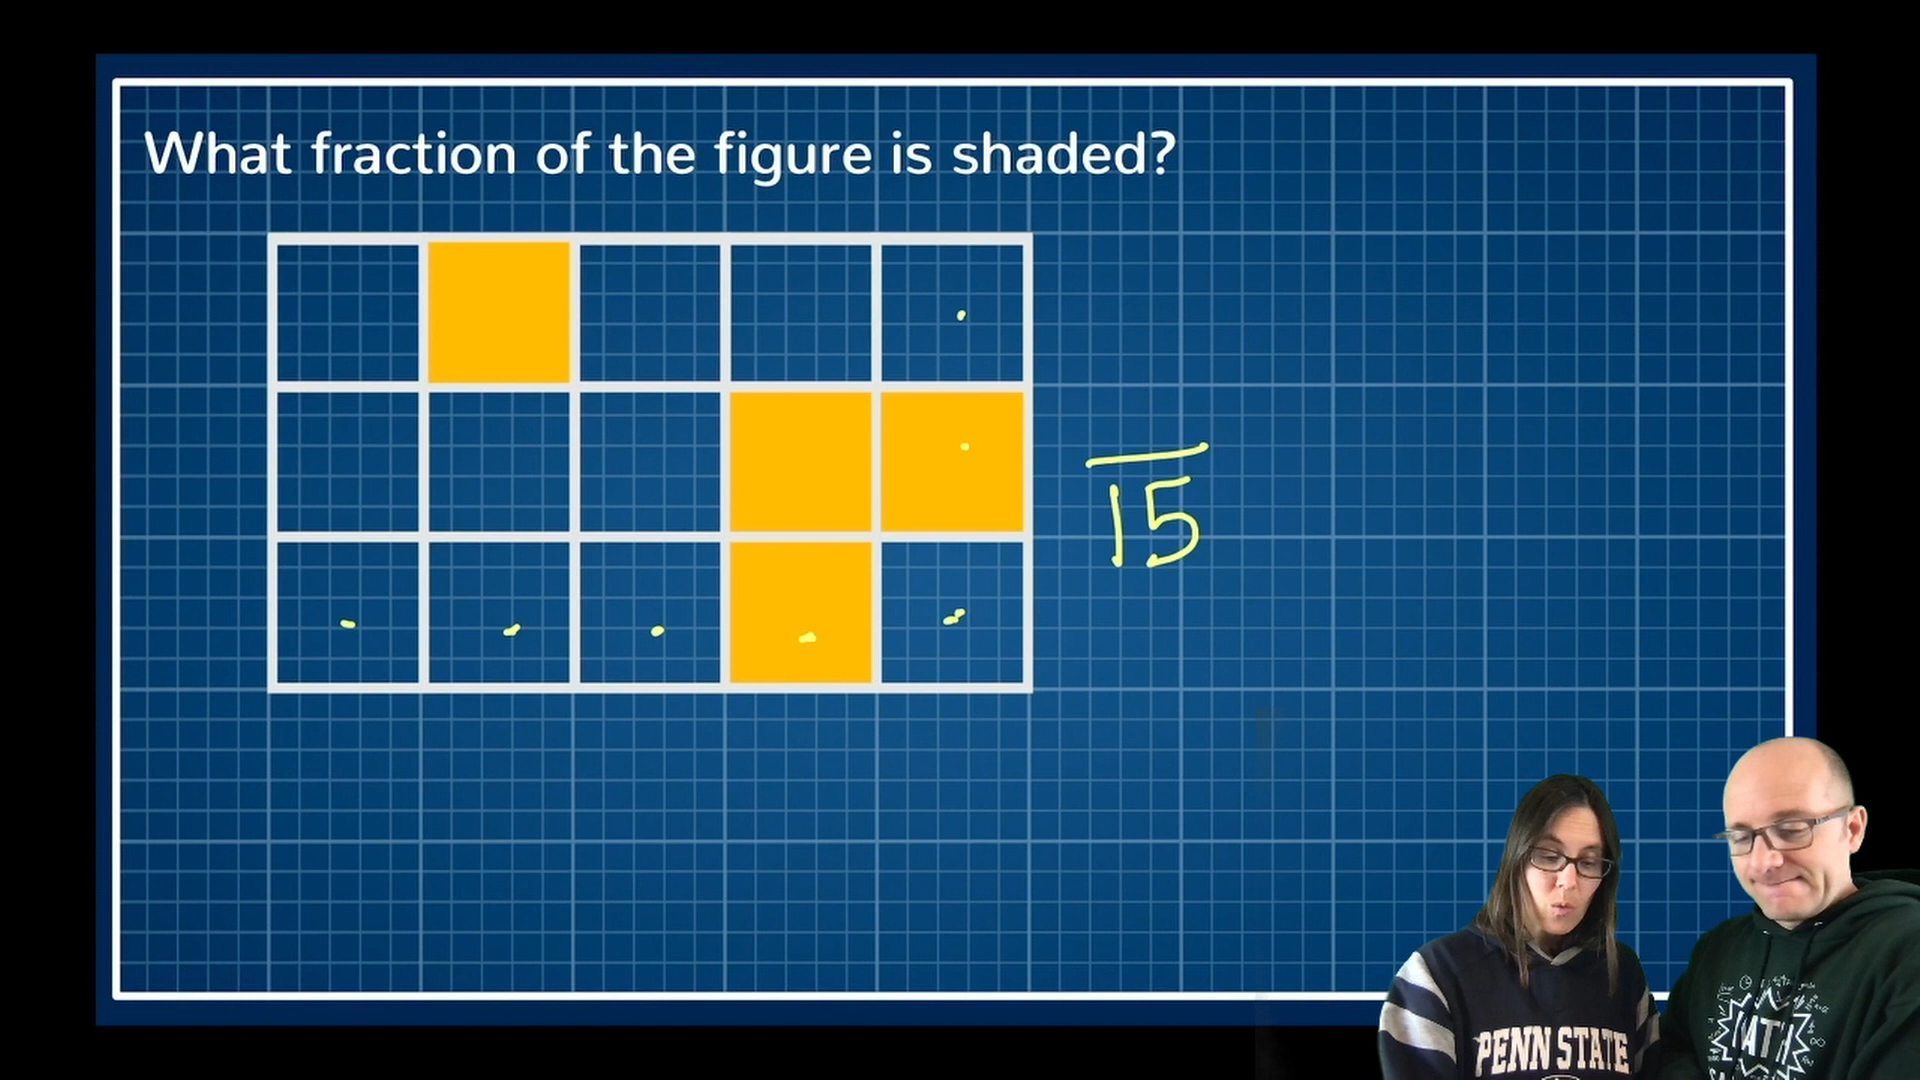 What fraction of the figure is shaded?
15
PENN STATE
MATH